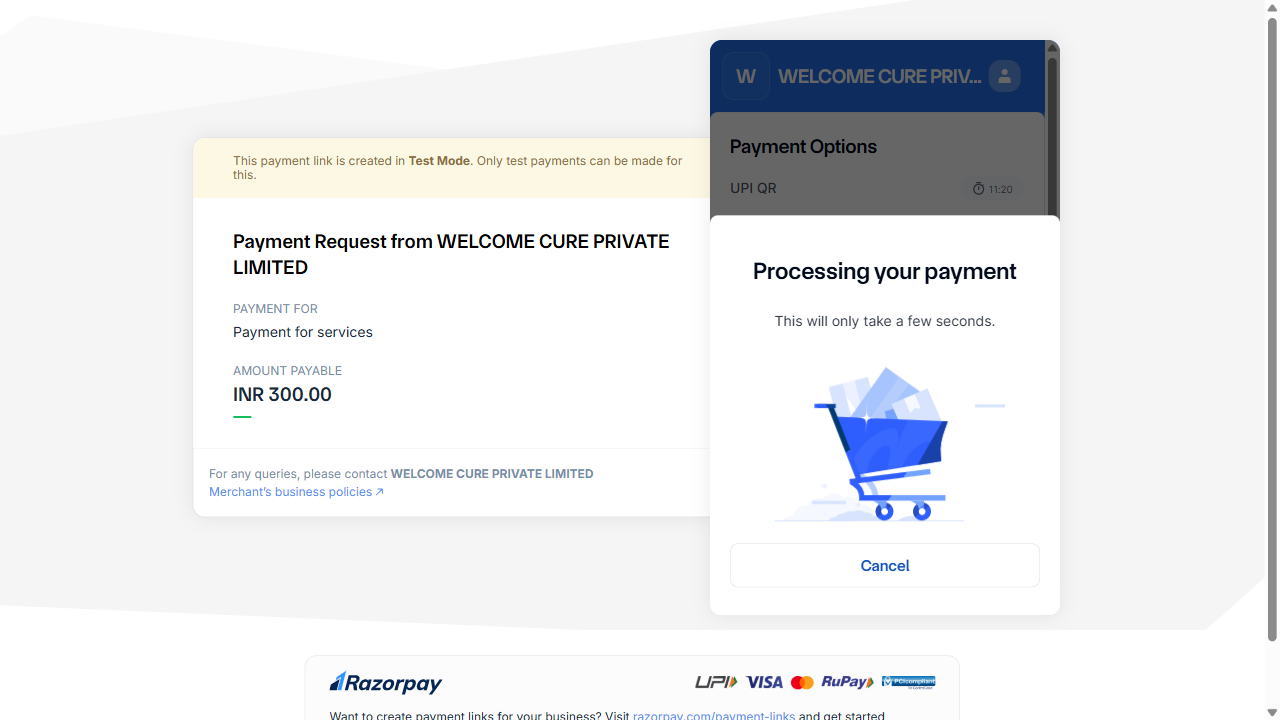 This payment link is created in Test Mode. Only test payments can be made for
this.
Payment Request from WELCOME CURE PRIVATE
LIMITED
PAYMENT FOR
Payment for services
AMOUNT PAYABLE
INR 300.00
For any queries, please contact WELCOME CURE PRIVATE LIMITED
Merchant's business policies ↗
W
WELCOME CURE PRIV...
Payment Options
UPI QR
11:20
Processing your payment
This will only take a few seconds.
Cancel
Razorpay
UPI VISA RuPay PCI compliant
Want to create payment links for your business? Visit razorpay.com/payment-links and get started